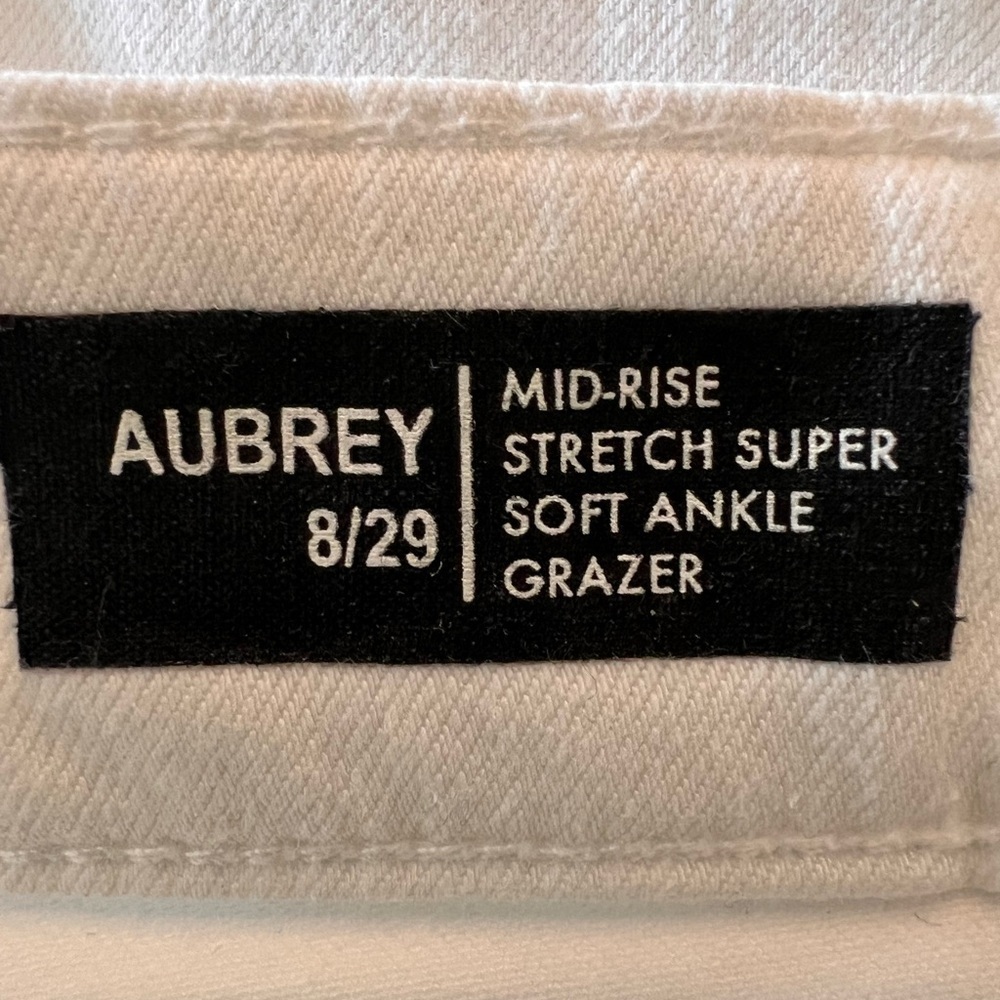 AUBREY
8/29
MID-RISE
STRETCH SUPER
SOFT ANKLE
GRAZER